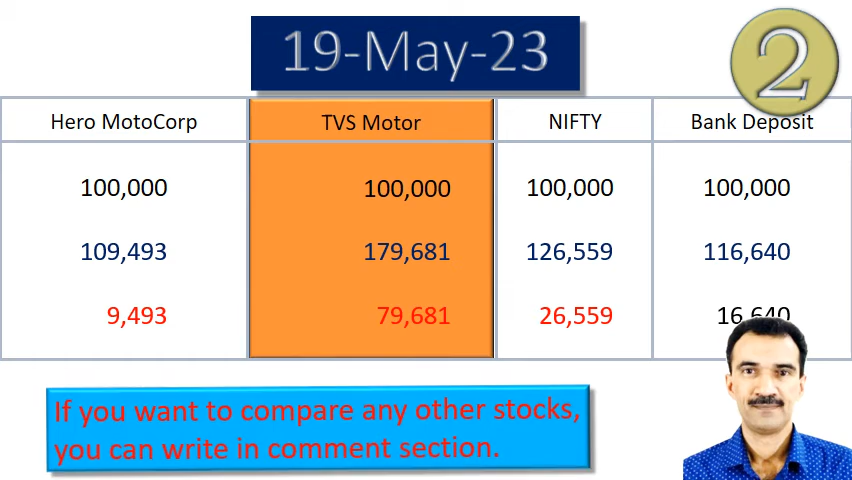 19-May-23
2
Hero MotoCorp TVS Motor NIFTY Bank Deposit
100,000 100,000 100,000 100,000
109,493 179,681 126,559 116,640
9,493 79,681 26,559 16,640
If you want to compare any other stocks,
you can write in comment section.